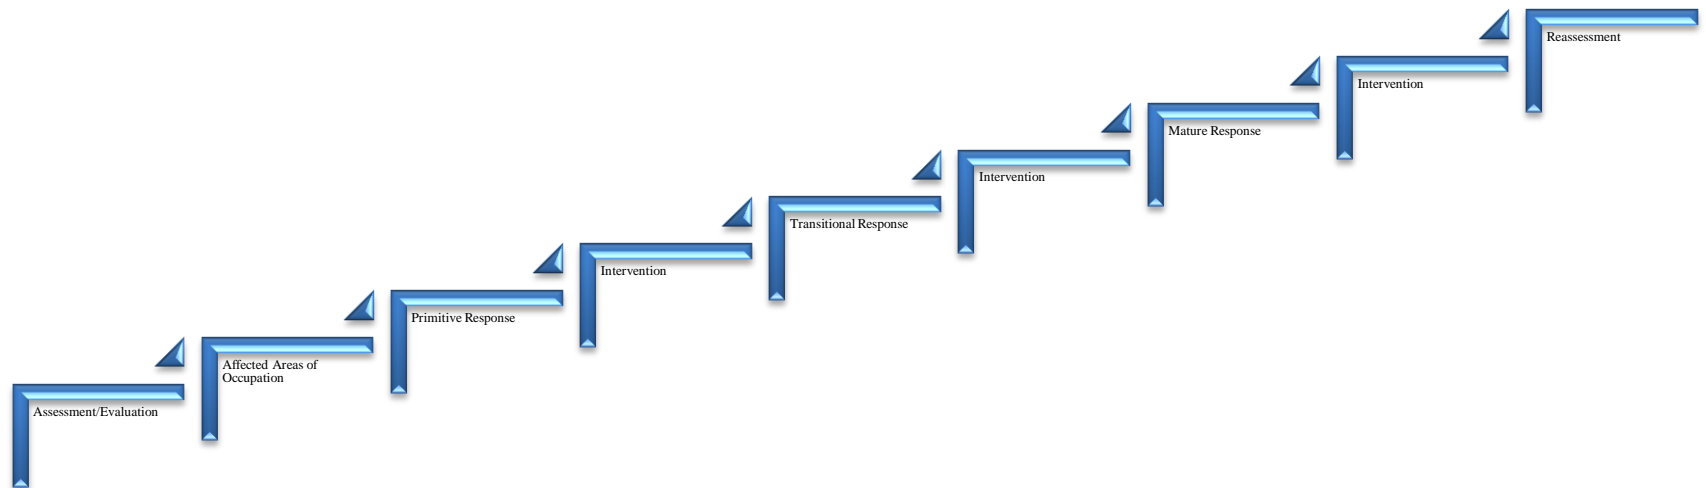 Assessment/Evaluation
Affected Areas of
Occupation
Primitive Response
Intervention
Transitional Response
Intervention
Mature Response
Intervention
Reassessment